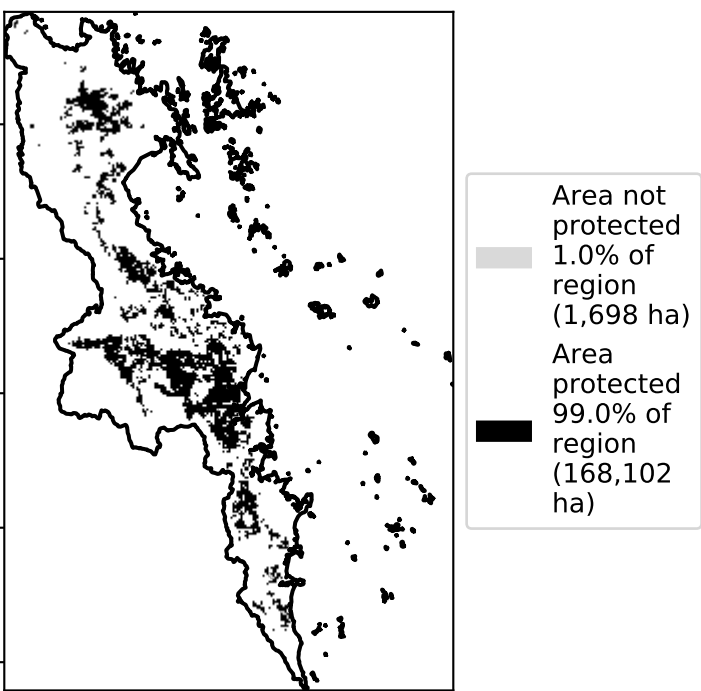 Area not
protected
1.0% of
region
(1,698 ha)
Area
protected
99.0% of
region
(168,102
ha)